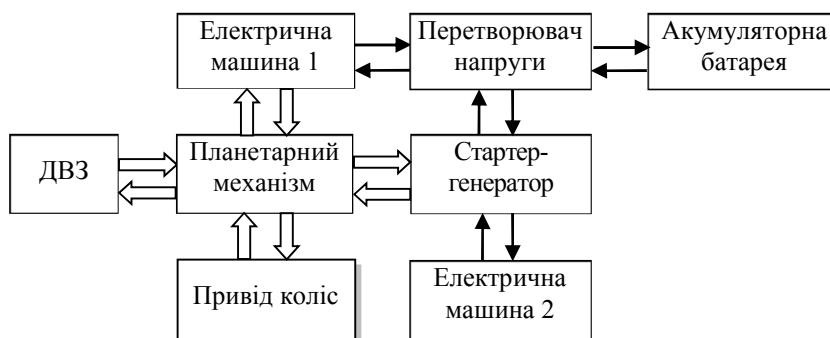 Електрична
машина 1
Перетворювач
напруги
Акумуляторна
батарея
ДВЗ
Планетарний
механізм
Стартер-
генератор
Привід коліс
Електрична
машина 2